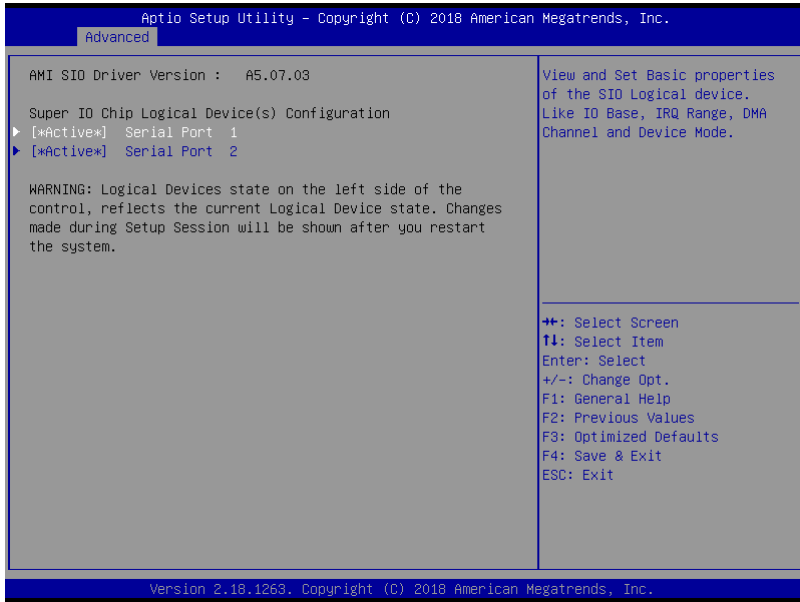 Aptio Setup Utility – Copyright (C) 2018 American Megatrends, Inc.
Advanced
AMI SIO Driver Version :   A5.07.03
Super IO Chip Logical Device(s) Configuration
[*Active*]  Serial Port  1
[*Active*]  Serial Port  2
WARNING: Logical Devices state on the left side of the
control, reflects the current Logical Device state. Changes
made during Setup Session will be shown after you restart
the system.
View and Set Basic properties
of the SIO Logical device.
Like IO Base, IRQ Range, DMA
Channel and Device Mode.
→←: Select Screen
↑↓: Select Item
Enter: Select
+/-: Change Opt.
F1: General Help
F2: Previous Values
F3: Optimized Defaults
F4: Save & Exit
ESC: Exit
Version 2.18.1263. Copyright (C) 2018 American Megatrends, Inc.